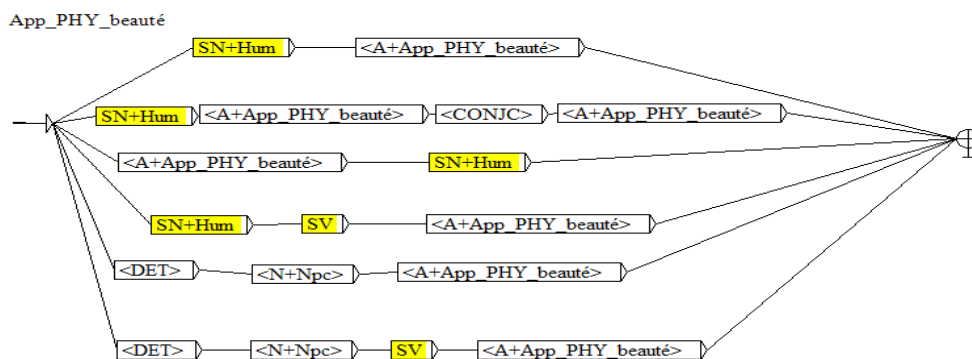 App_PHY_beauté
SN+Hum <A+App_PHY_beauté>
SN+Hum <A+App_PHY_beauté> <CONJC> <A+App_PHY_beauté>
<A+App_PHY_beauté> SN+Hum
SN+Hum SV <A+App_PHY_beauté>
<DET> <N+Npc> <A+App_PHY_beauté>
<DET> <N+Npc> SV <A+App_PHY_beauté>